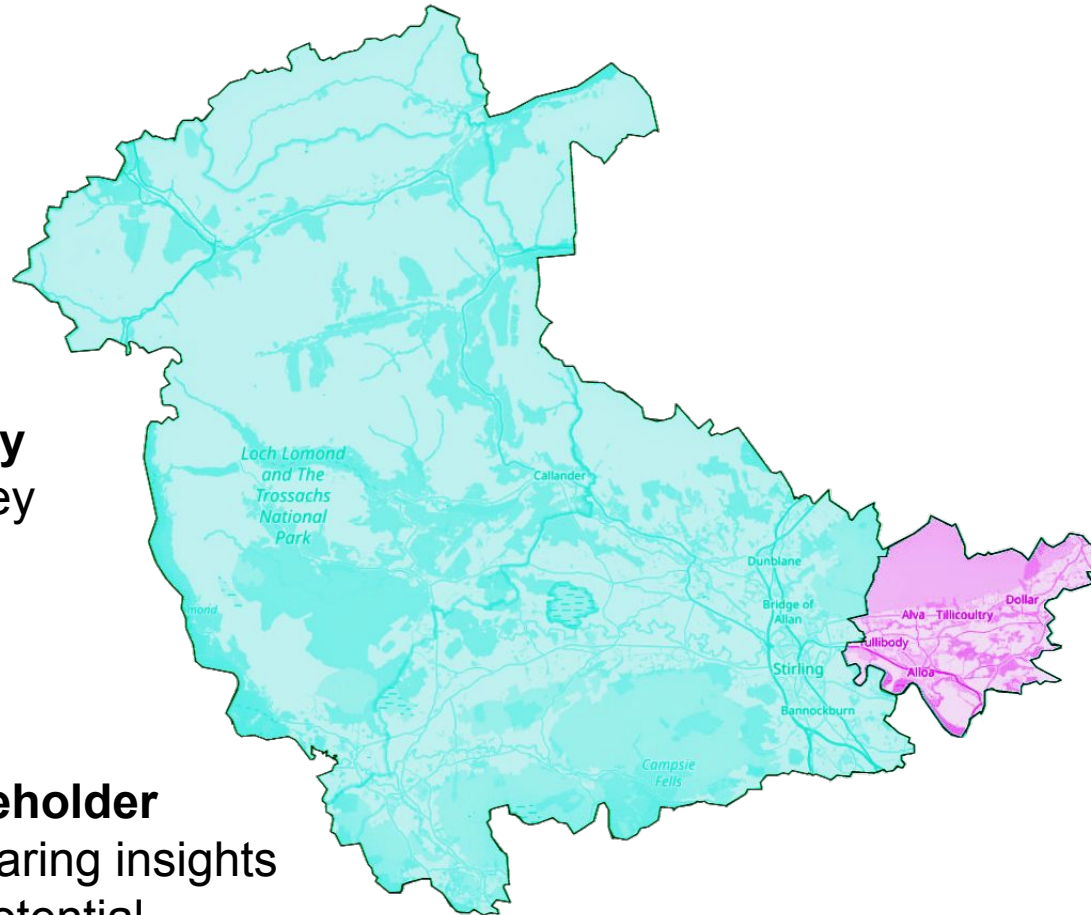 y
ey
eholder
aring insights
otential
Loch Lomond
and The
Trossachs
National
Park
mond
Callander
Dunblane
Bridge of
Allan
Stirling
Bannockburn
Campsie
Fells
Alva Tillicoultry
Dollar
ullibody
Alloa